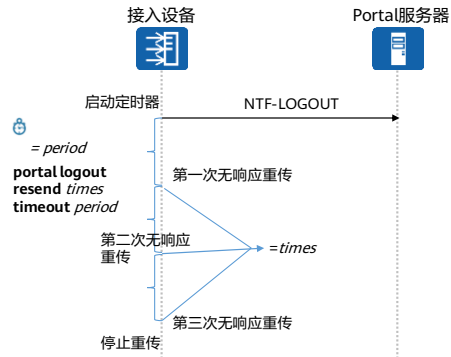 接入设备
Portal服务器
启动定时器
NTF-LOGOUT
= period
portal logout
resend times
timeout period
第一次无响应重传
第二次无响应
重传
=times
第三次无响应重传
停止重传